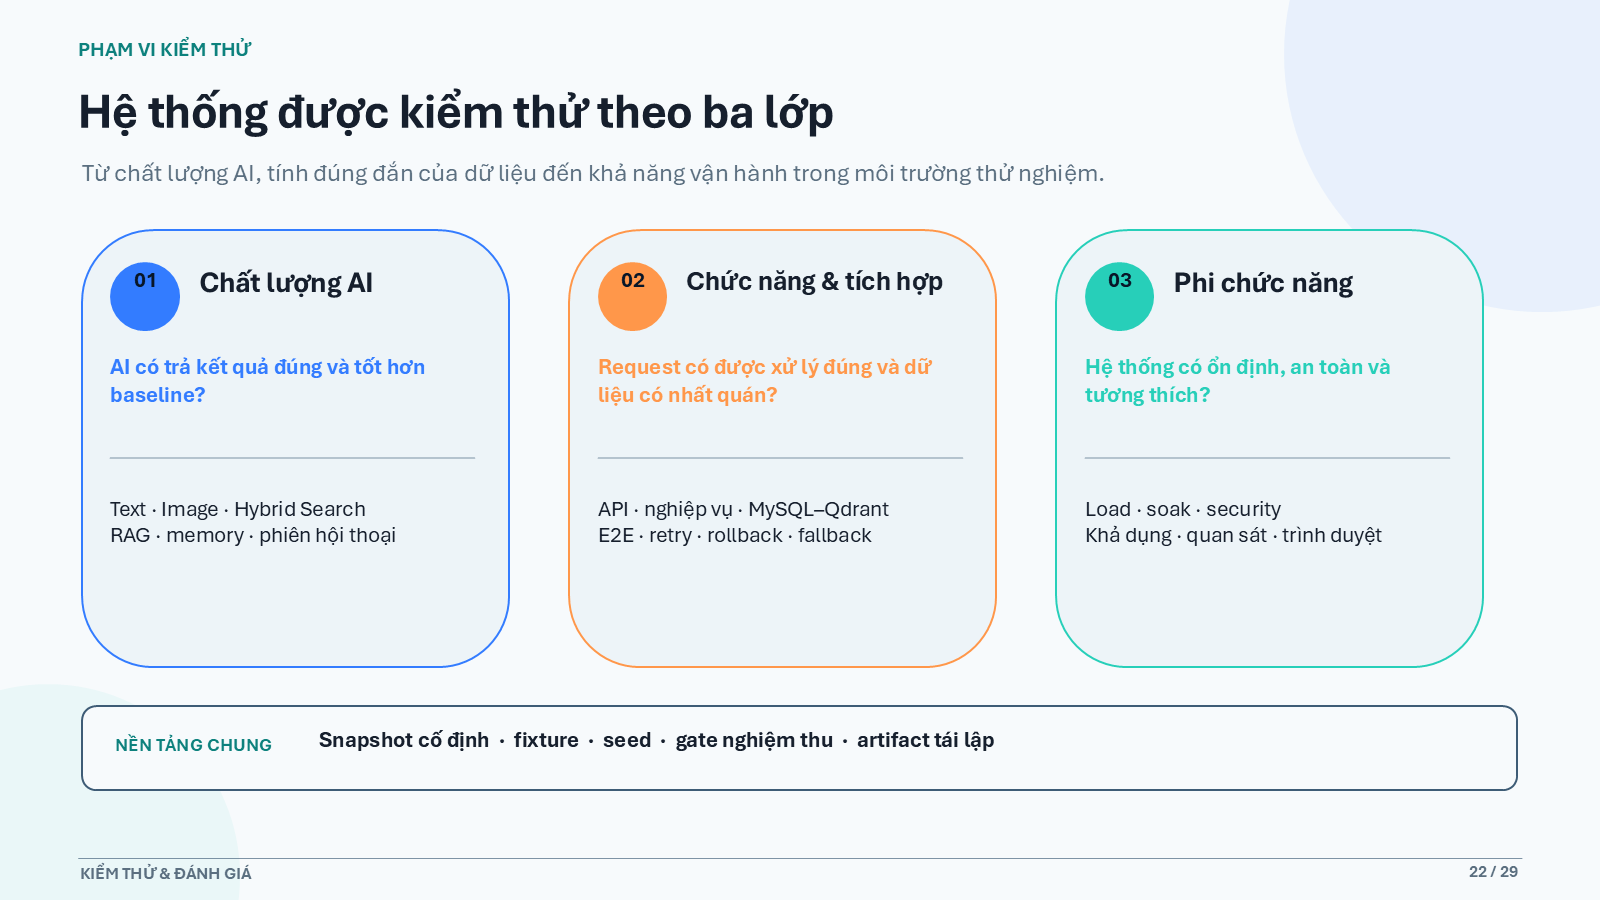 PHẠM VI KIỂM THỬ
Hệ thống được kiểm thử theo ba lớp
Từ chất lượng AI, tính đúng đắn của dữ liệu đến khả năng vận hành trong môi trường thử nghiệm.
01
Chất lượng AI
AI có trả kết quả đúng và tốt hơn
baseline?
Text · Image · Hybrid Search
RAG · memory · phiên hội thoại
02
Chức năng & tích hợp
Request có được xử lý đúng và dữ
liệu có nhất quán?
API · nghiệp vụ · MySQL–Qdrant
E2E · retry · rollback · fallback
03
Phi chức năng
Hệ thống có ổn định, an toàn và
tương thích?
Load · soak · security
Khả dụng · quan sát · trình duyệt
NỀN TẢNG CHUNG
Snapshot cố định · fixture · seed · gate nghiệm thu · artifact tái lập
KIỂM THỬ & ĐÁNH GIÁ
22 / 29